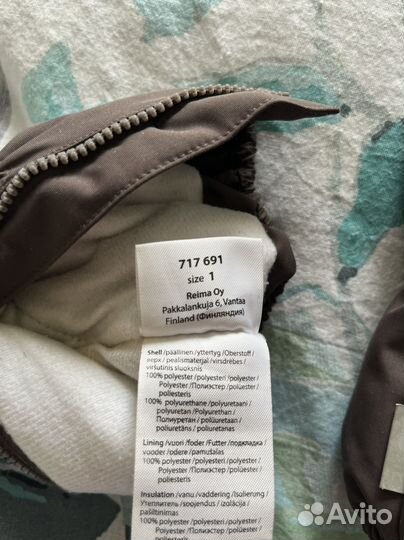 717 691
size 1
Reima Oy
Pakkalankuja 6, Vantaa
Finland (Финляндия)
Shell /päällinen /yttertyg /Oberstoff /
верх / pealismaterjal /virsdrēbes /
viršutinis sluoksnis
100% polyester /polyesteri /polyester /
Polyester /Полиэстер /polüester /
poliesteris
100% polyurethane /polyuretaani /
polyuretan /Polyurethan /
Полиуретан / polüuretaan /
poliuretāns / poliuretanas
Lining /vuori /foder /Futter /подкладка /
vooder /odere /pamušalas
100% polyester /polyesteri /polyester /
Polyester /Полиэстер /polüester /
poliesteris
Insulation /vanu /vaddering /Isolierung /
Утеплитель /soojendus /izolācija /
pašiltinimas
100% polyester /polyesteri /polyester /
Avito